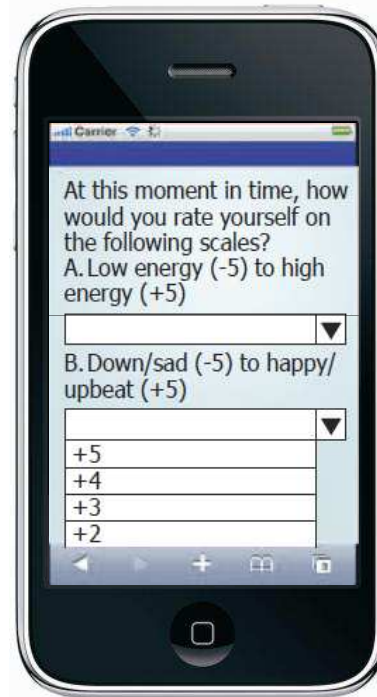 Carrier
At this moment in time, how
would you rate yourself on
the following scales?
A. Low energy (-5) to high
energy (+5)
B. Down/sad (-5) to happy/
upbeat (+5)
+5
+4
+3
+2